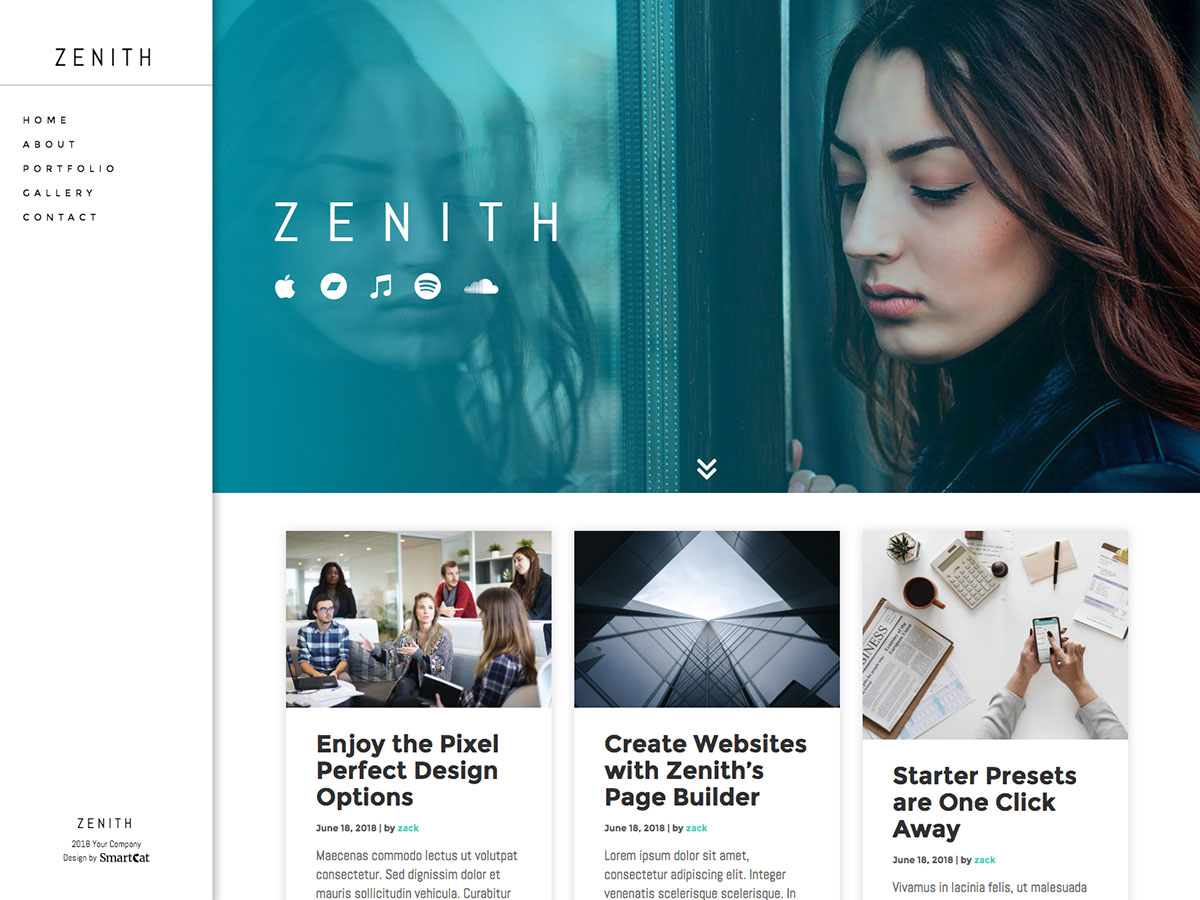 ZENITH
HOME
ABOUT
PORTFOLIO
GALLERY
CONTACT
ZENITH
2018 Your Company
Design by SmartCat
ZENITH
Enjoy the Pixel
Perfect Design
Options
June 18, 2018 | by zack
Maecenas commodo lectus ut volutpat
consectetur. Sed dignissim dolor et
mauris sollicitudin vehicula. Curabitur
Create Websites
with Zenith’s
Page Builder
June 18, 2018 | by zack
Lorem ipsum dolor sit amet,
consectetur adipiscing elit. Integer
venenatis scelerisque scelerisque. In
Starter Presets
are One Click
Away
June 18, 2018 | by zack
Vivamus in lacinia felis, ut malesuada